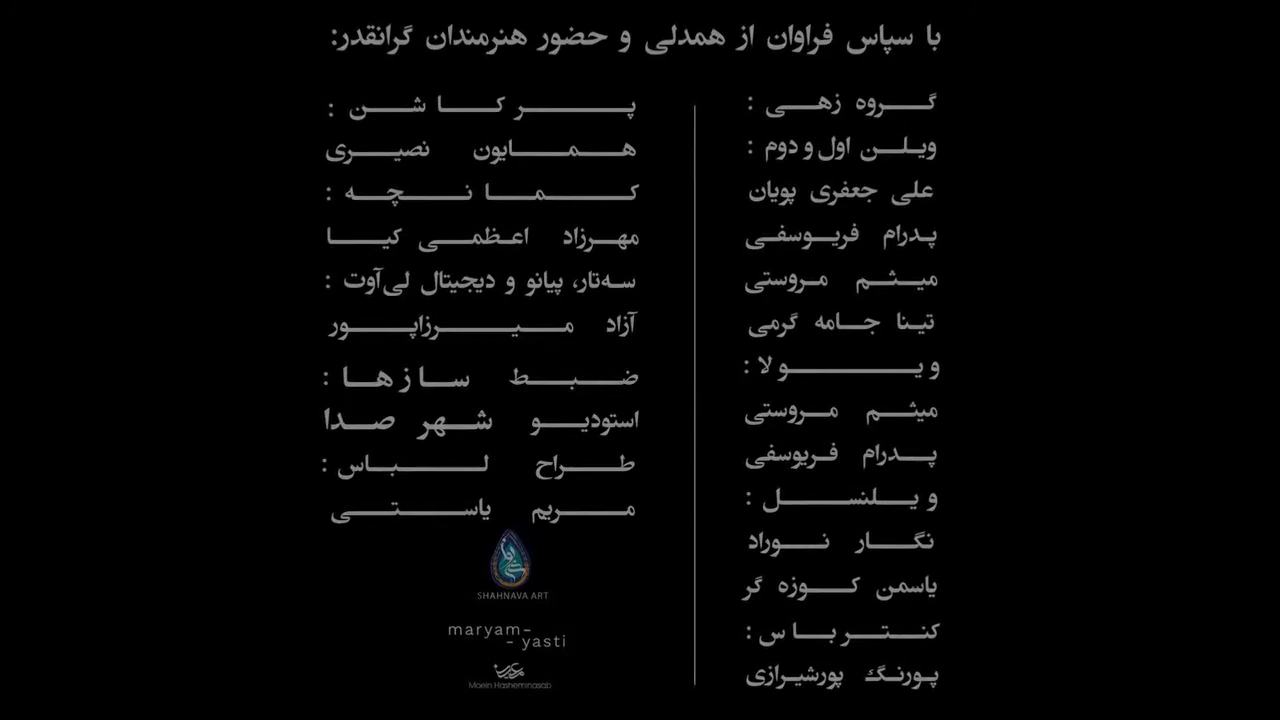 با سپاس فراوان از همدلی و حضور هنرمندان گرانقدر:
گروه زهی :
ویلن اول و دوم :
علی جعفری پویان
پدرام فریوسفی
میثم مروستی
تینا جامه گرمی
ویولا :
میثم مروستی
پدرام فریوسفی
ویلنسل :
نگار نوراد
یاسمن کوزه گر
کنترباس :
پورنگ پورشیرازی
پرکاشن :
همایون نصیری
کمانچه :
مهرزاد اعظمی کیا
سه‌تار، پیانو و دیجیتال لی‌آوت :
آزاد میرزاپور
ضبط سازها :
استودیو شهر صدا
طراح لباس :
مریم یاستی
SHAHNAVA ART
maryam-
- yasti
Moein Hasheminasab